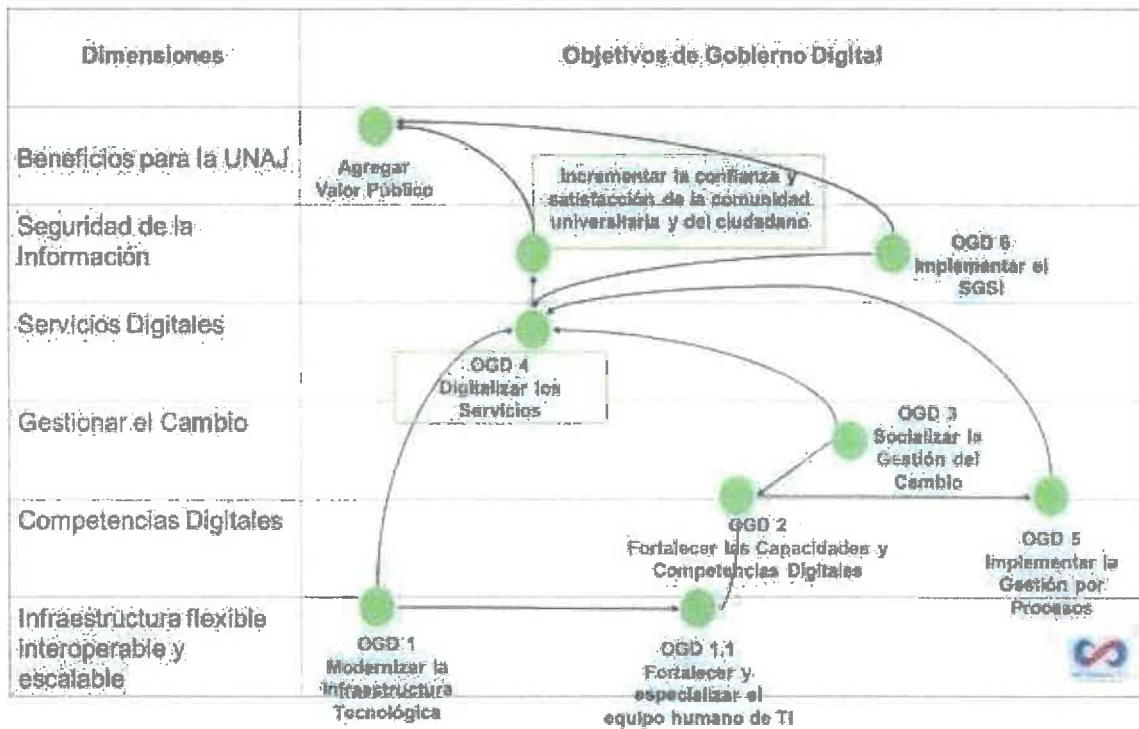 Dimensiones
Objetivos de Gobierno Digital
Beneficios para la UNAJ
Agregar
Valor Público
Incrementar la confianza y
satisfacción de la comunidad
universitaria y del ciudadano
Seguridad de la
Información
OGD 6
Implementar el
SGSI
Servicios Digitales
OGD 4
Digitalizar los
Servicios
Gestionar el Cambio
OGD 3
Socializar la
Gestión del
Cambio
Competencias Digitales
OGD 2
Fortalecer las Capacidades y
Competencias Digitales
OGD 5
Implementar la
Gestión por
Procesos
Infraestructura flexible
interoperable y
escalable
OGD 1
Modernizar la
Infraestructura
Tecnológica
OGD 1.1
Fortalecer y
especializar el
equipo humano de TI